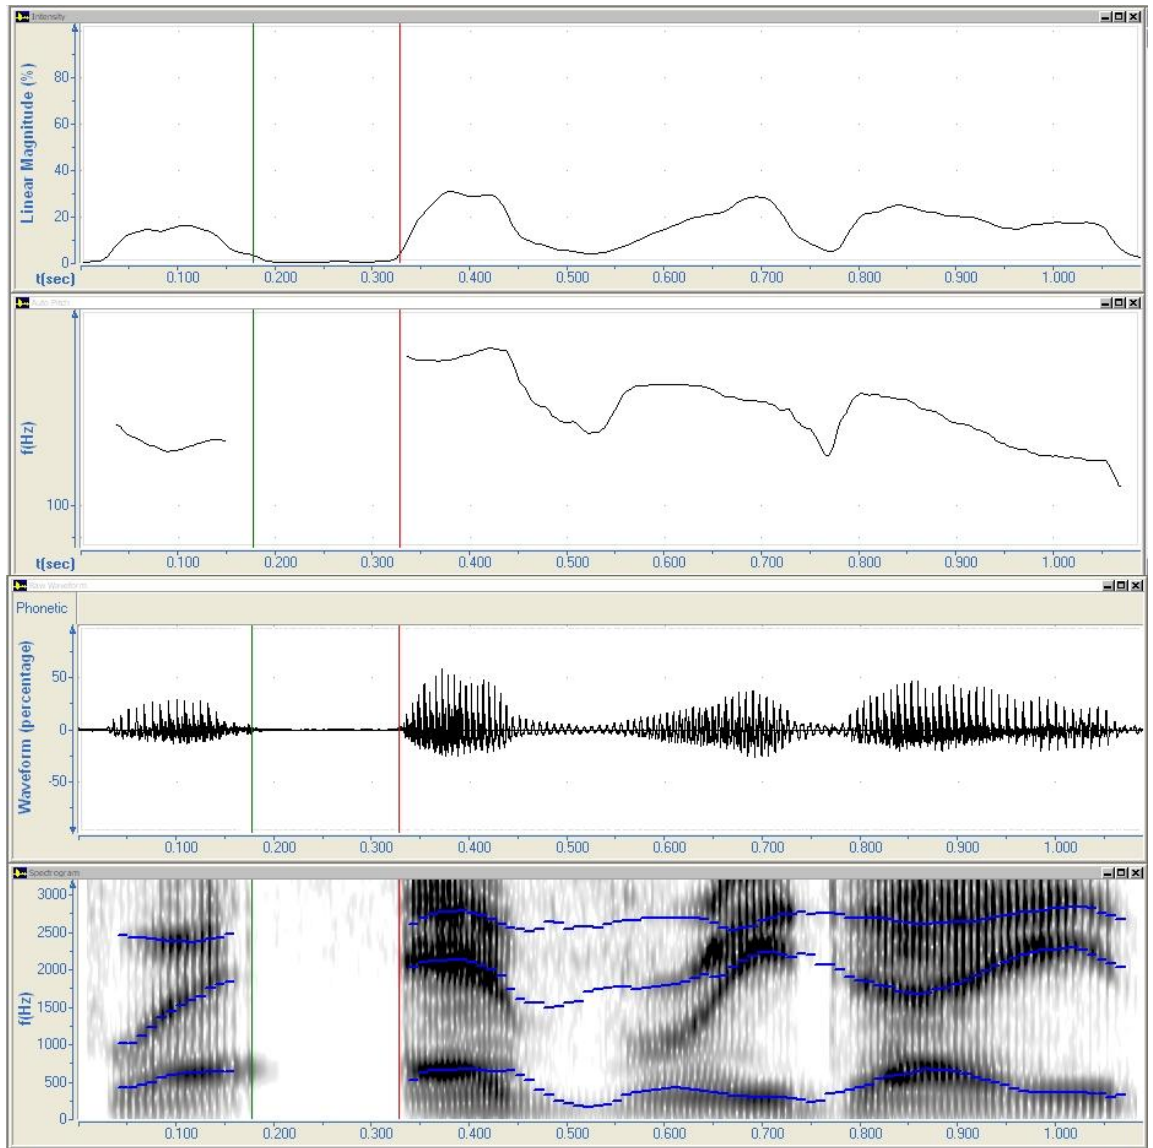 Intensity
Linear Magnitude (%)
80
60
40
20
0
t(sec)
0.100 0.200 0.300 0.400 0.500 0.600 0.700 0.800 0.900 1.000
Auto Pitch
f(Hz)
100
t(sec)
0.100 0.200 0.300 0.400 0.500 0.600 0.700 0.800 0.900 1.000
Raw Waveform
Phonetic
Waveform (percentage)
50
0
-50
0.100 0.200 0.300 0.400 0.500 0.600 0.700 0.800 0.900 1.000
Spectrogram
f(Hz)
3000
2500
2000
1500
1000
500
0
0.100 0.200 0.300 0.400 0.500 0.600 0.700 0.800 0.900 1.000